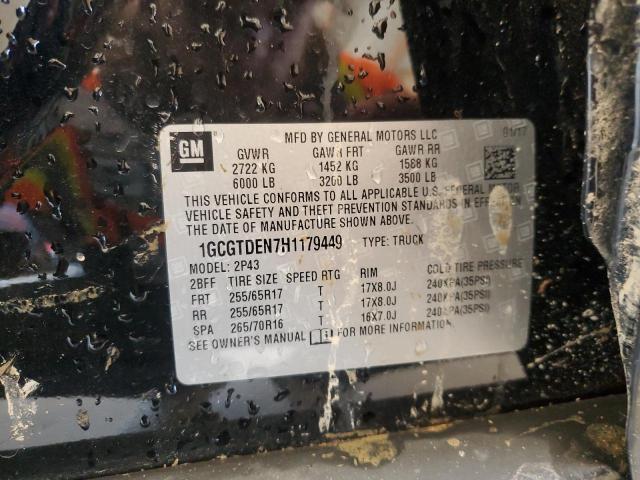 GM
MFD BY GENERAL MOTORS LLC 01/17
GVWR GAWR FRT GAWR RR
2722 KG 1452 KG 1588 KG
6000 LB 3200 LB 3500 LB
THIS VEHICLE CONFORMS TO ALL APPLICABLE U.S. FEDERAL MOTOR
VEHICLE SAFETY AND THEFT PREVENTION STANDARDS IN EFFECT ON
THE DATE OF MANUFACTURE SHOWN ABOVE.
1GCGTDEN7H1179449 TYPE: TRUCK
MODEL: 2P43
2BFF TIRE SIZE SPEED RTG RIM COLD TIRE PRESSURE
FRT 255/65R17 T 17X8.0J 240KPA(35PSI)
RR 255/65R17 T 17X8.0J 240KPA(35PSI)
SPA 265/70R16 T 16X7.0J 240KPA(35PSI)
SEE OWNER'S MANUAL FOR MORE INFORMATION.